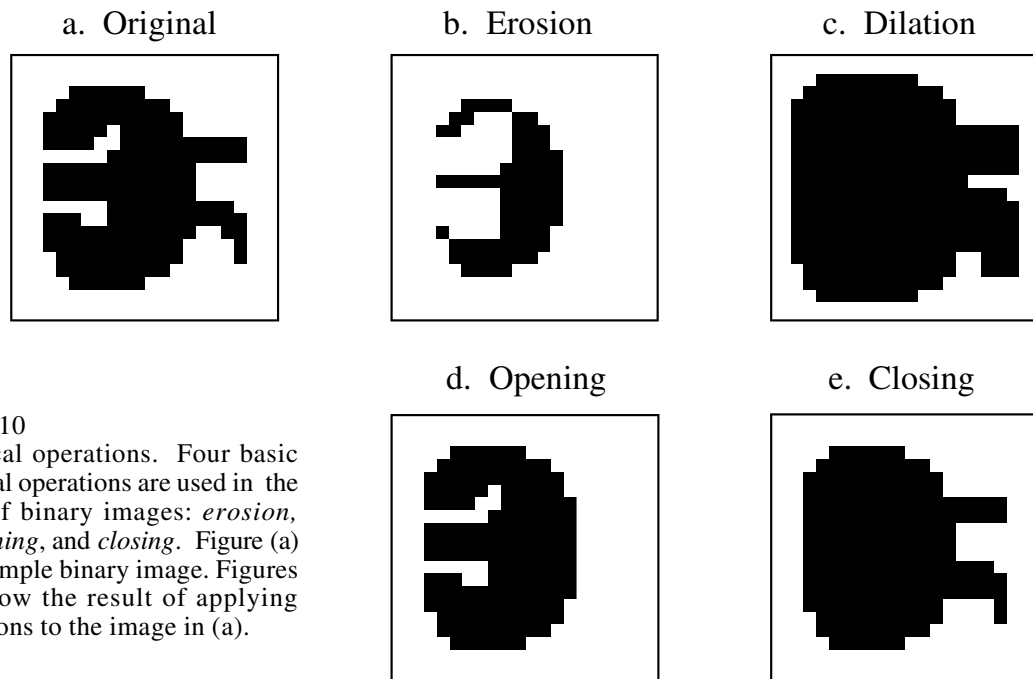 a. Original
b. Erosion
c. Dilation
d. Opening
e. Closing
10
al operations. Four basic
al operations are used in the
f binary images: erosion,
ing, and closing. Figure (a)
mple binary image. Figures
ow the result of applying
ons to the image in (a).